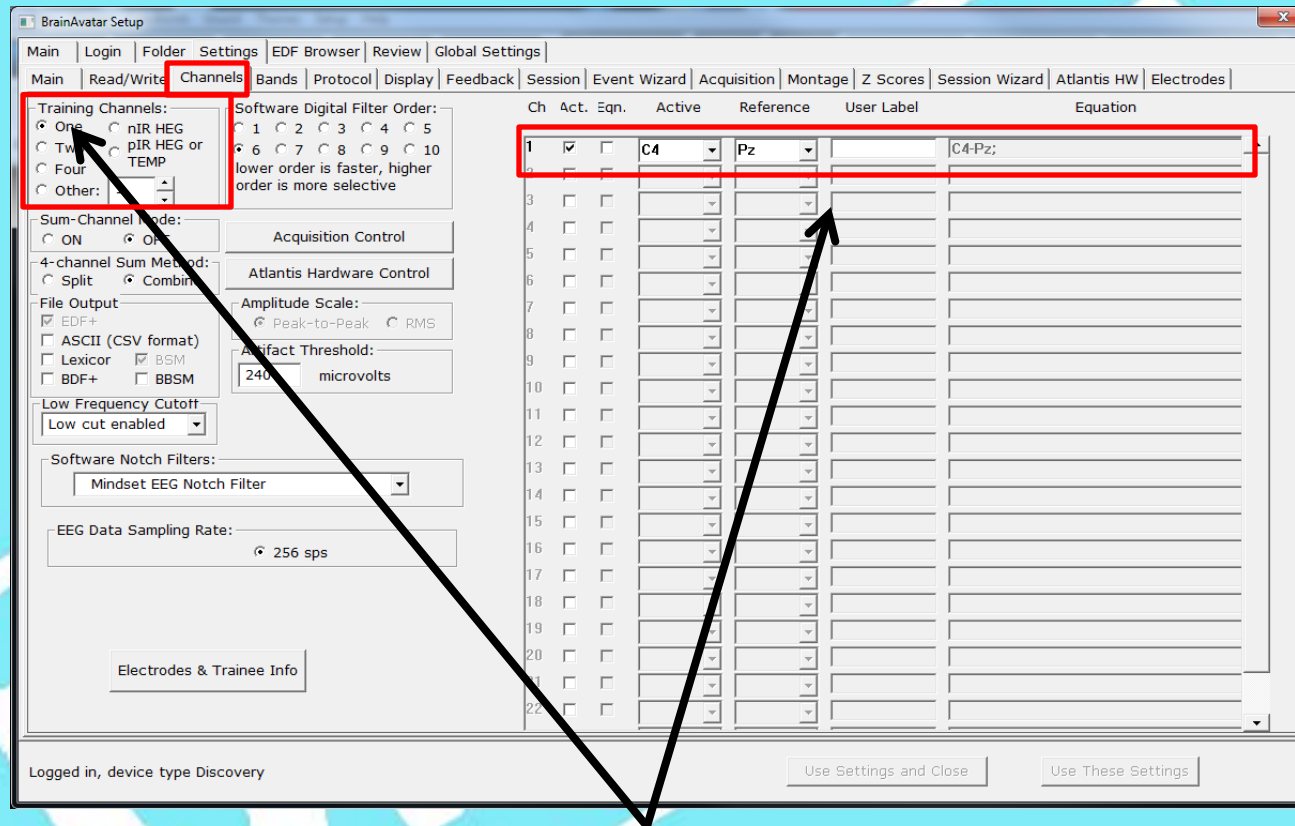 BrainAvatar Setup
Main Login Folder Settings EDF Browser Review Global Settings
Main Read/Write Channels Bands Protocol Display Feedback Session Event Wizard Acquisition Montage Z Scores Session Wizard Atlantis HW Electrodes
Training Channels:
One
nIR HEG
pIR HEG or
TEMP
Four
Other:
Software Digital Filter Order:
1 2 3 4 5
6 7 8 9 10
lower order is faster, higher
order is more selective
Sum-Channel Mode:
ON
4-channel Sum Method:
Split
File Output
EDF+
ASCII (CSV format)
Lexicor BSM
BDF+ BBSM
Acquisition Control
Atlantis Hardware Control
Amplitude Scale:
Peak-to-Peak RMS
Artifact Threshold:
microvolts
Low Frequency Cutoff
Low cut enabled
Software Notch Filters:
Mindset EEG Notch Filter
EEG Data Sampling Rate:
256 sps
Electrodes & Trainee Info
Ch Act. Eqn. Active Reference User Label Equation
1 C4 Pz C4-Pz;
3
4
5
6
7
8
9
10
11
12
13
14
15
16
17
18
19
20
22
Logged in, device type Discovery
Use Settings and Close
Use These Settings